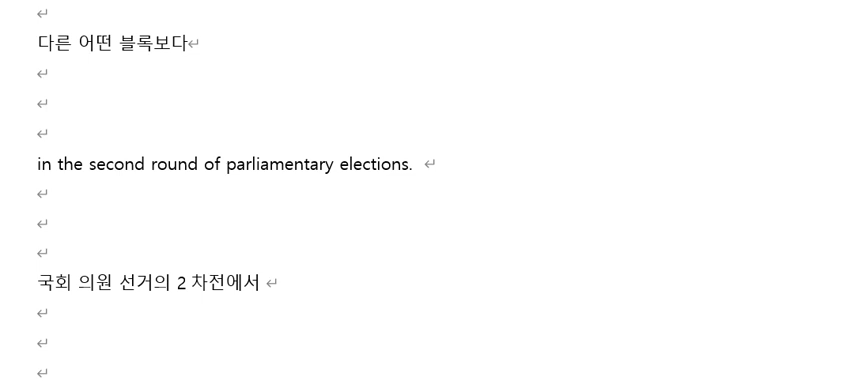 다른 어떤 블록보다
in the second round of parliamentary elections.
국회 의원 선거의 2 차전에서